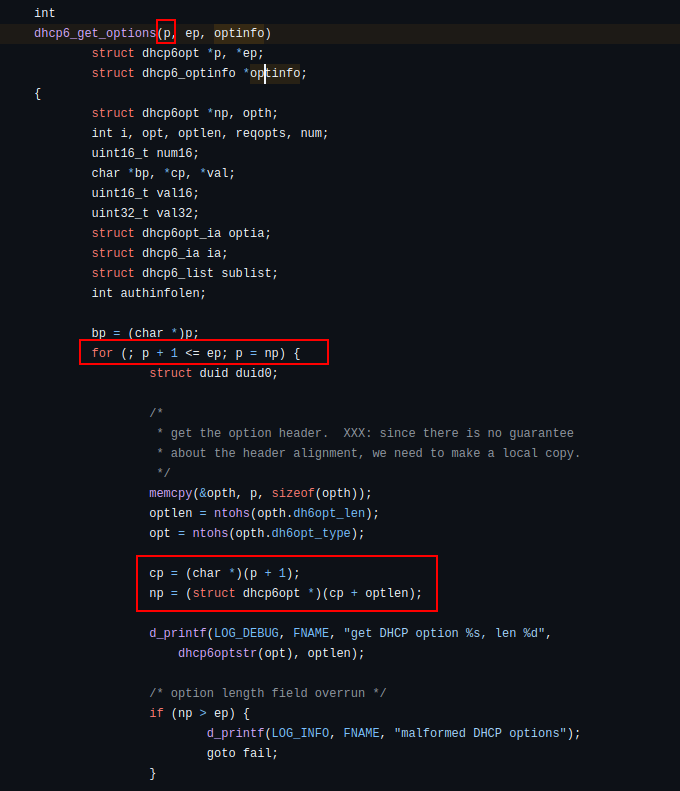 int
dhcp6_get_options(p, ep, optinfo)
        struct dhcp6opt *p, *ep;
        struct dhcp6_optinfo *optinfo;
{
        struct dhcp6opt *np, opth;
        int i, opt, optlen, reqopts, num;
        uint16_t num16;
        char *bp, *cp, *val;
        uint16_t val16;
        uint32_t val32;
        struct dhcp6opt_ia optia;
        struct dhcp6_ia ia;
        struct dhcp6_list sublist;
        int authinfolen;

        bp = (char *)p;
        for (; p + 1 <= ep; p = np) {
                struct duid duid0;

                /*
                 * get the option header.  XXX: since there is no guarantee
                 * about the header alignment, we need to make a local copy.
                 */
                memcpy(&opth, p, sizeof(opth));
                optlen = ntohs(opth.dh6opt_len);
                opt = ntohs(opth.dh6opt_type);

                cp = (char *)(p + 1);
                np = (struct dhcp6opt *)(cp + optlen);

                d_printf(LOG_DEBUG, FNAME, "get DHCP option %s, len %d",
                    dhcp6optstr(opt), optlen);

                /* option length field overrun */
                if (np > ep) {
                        d_printf(LOG_INFO, FNAME, "malformed DHCP options");
                        goto fail;
                }